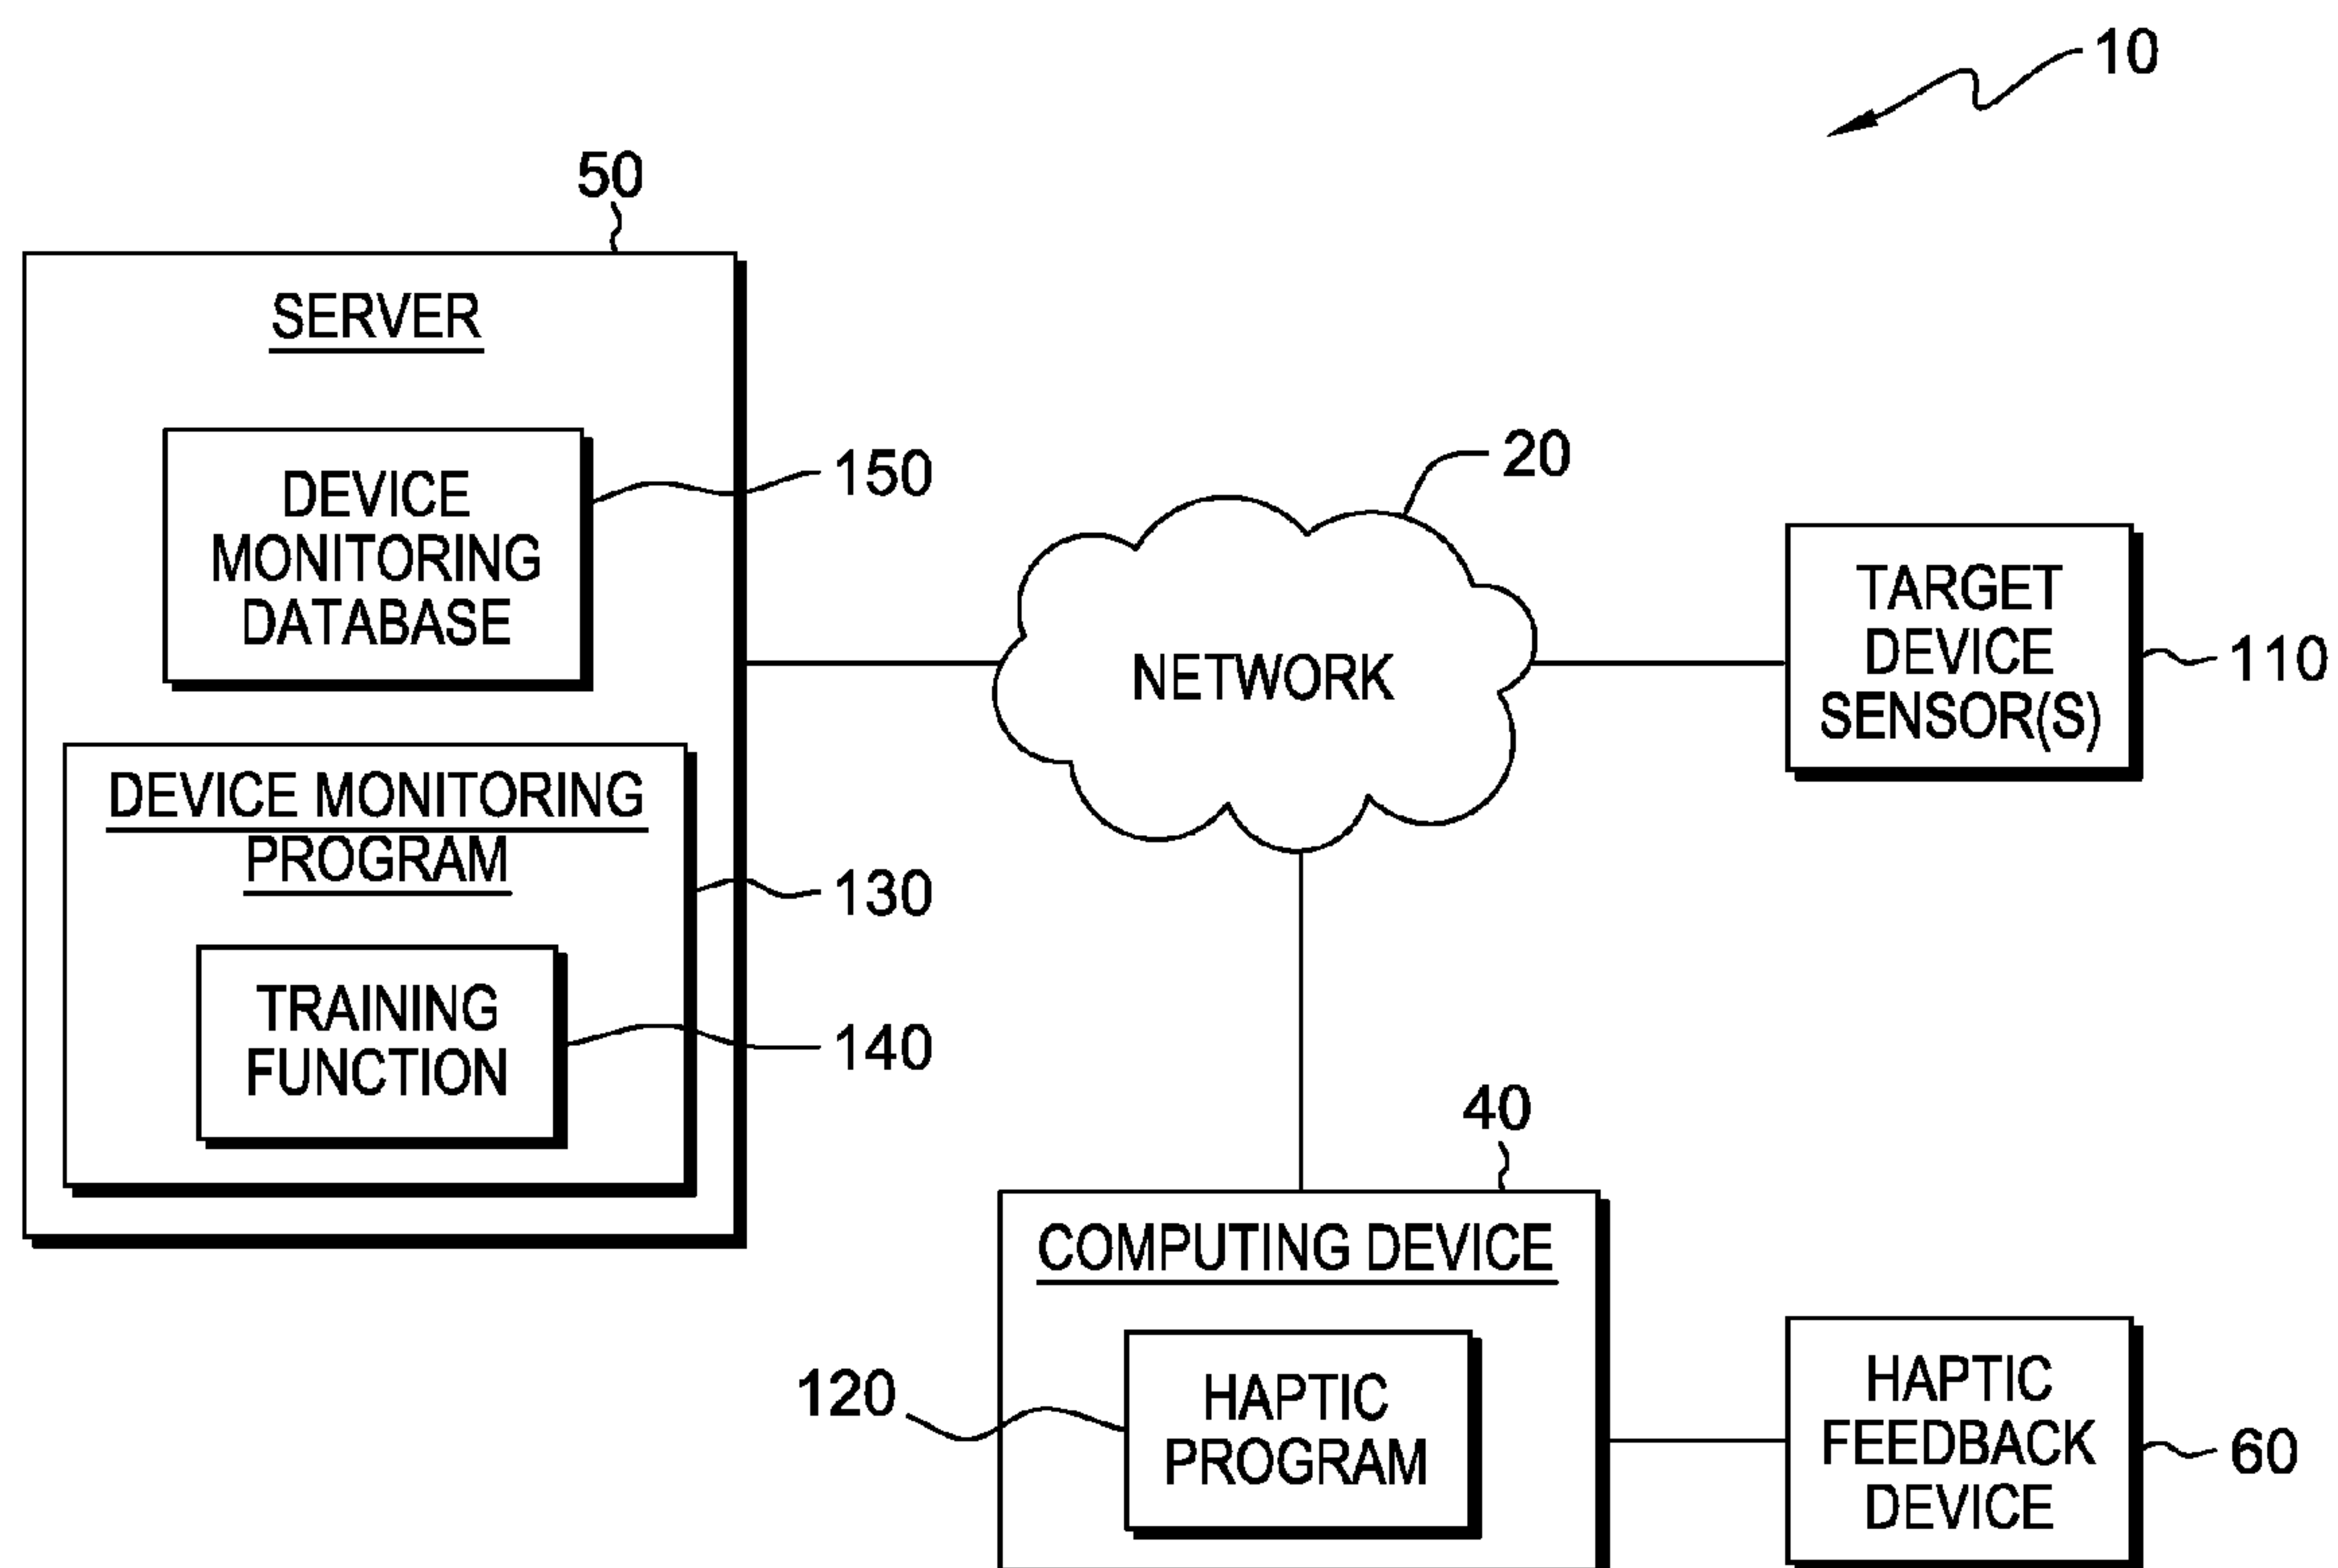 10
50
SERVER
DEVICE
MONITORING
DATABASE
150
DEVICE MONITORING
PROGRAM
130
TRAINING
FUNCTION
140
20
NETWORK
TARGET
DEVICE
SENSOR(S)
110
40
COMPUTING DEVICE
120
HAPTIC
PROGRAM
HAPTIC
FEEDBACK
DEVICE
60